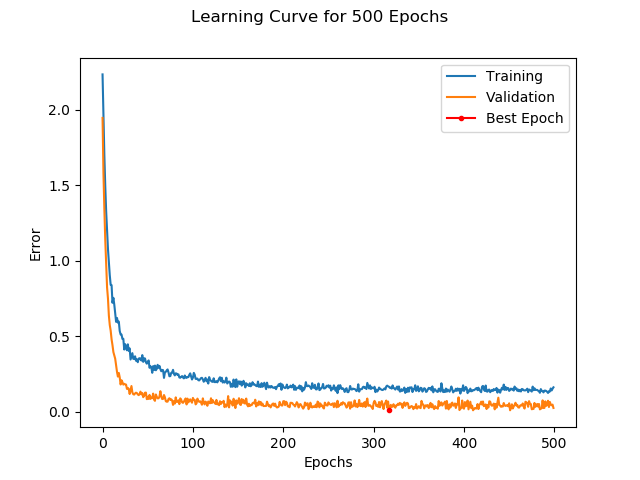 Learning Curve for 500 Epochs
Training
Validation
Best Epoch
2.0
1.5
1.0
0.5
0.0
Error
0 100 200 300 400 500
Epochs